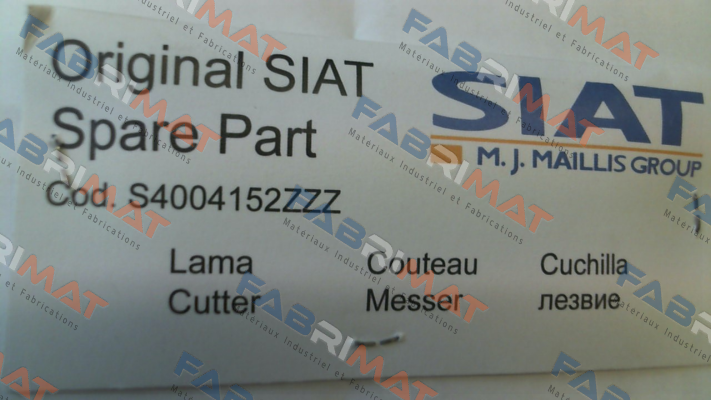 Original SIAT
Spare Part
Cod. S4004152ZZZ
SIAT
M. J. MAILLIS GROUP
Lama Couteau Cuchilla
Cutter Messer лезвие
FABRIMAT
Materiaux Industriel et Fabrications